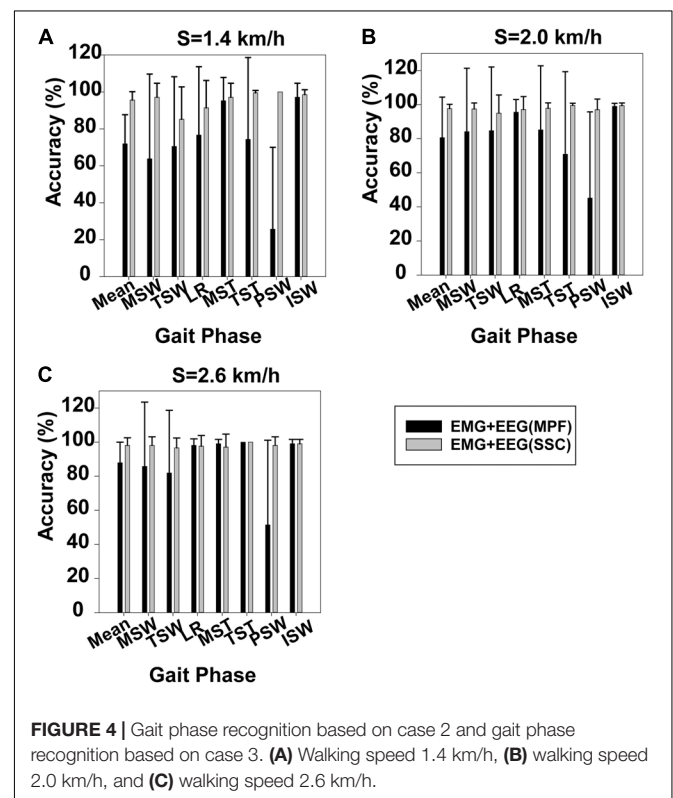 A
S=1.4 km/h
Accuracy (%)
120
100
80
60
40
20
0
Mean MSW TSW LR MST TST PSW ISW
Gait Phase
B
S=2.0 km/h
Accuracy (%)
120
100
80
60
40
20
0
Mean MSW TSW LR MST TST PSW ISW
Gait Phase
C
S=2.6 km/h
Accuracy (%)
120
100
80
60
40
20
0
Mean MSW TSW LR MST TST PSW ISW
Gait Phase
EMG+EEG(MPF)
EMG+EEG(SSC)
FIGURE 4 | Gait phase recognition based on case 2 and gait phase
recognition based on case 3. (A) Walking speed 1.4 km/h, (B) walking speed
2.0 km/h, and (C) walking speed 2.6 km/h.